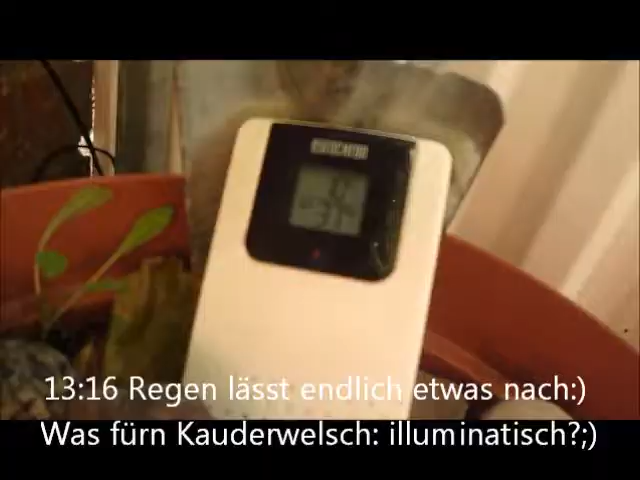 13:16 Regen lässt endlich etwas nach:)
Was fürn Kauderwelsch: illuminatisch?;)